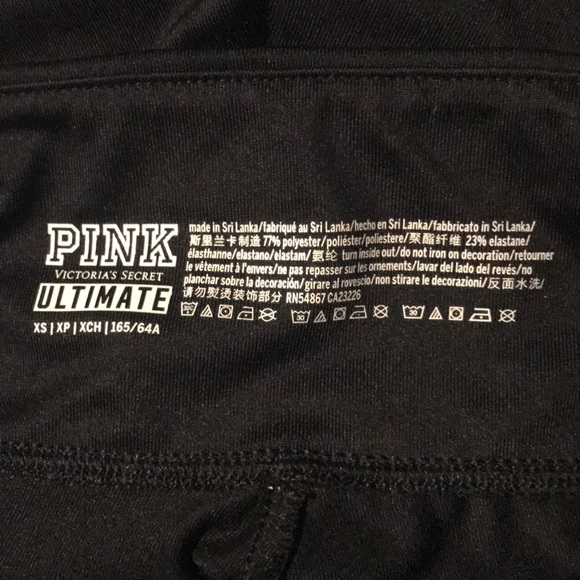 PINK
VICTORIA'S SECRET
ULTIMATE
XS | XP | XCH | 165/64A
made in Sri Lanka/fabriqué au Sri Lanka/hecho en Sri Lanka/fabbricato in Sri Lanka/
斯里兰卡制造 77% polyester/poliéster/poliestere/聚酯纤维 23% elastane/
élasthanne/elastano/elastam/氨纶 turn inside out/do not iron on decoration/retourner
le vêtement à l'envers/ne pas repasser sur les ornements/lavar del lado del revés/no
planchar sobre la decoración/girare al rovescio/non stirare le decorazioni/反面水洗/
请勿熨烫装饰部分 RN54867 CA23226
30 30 30